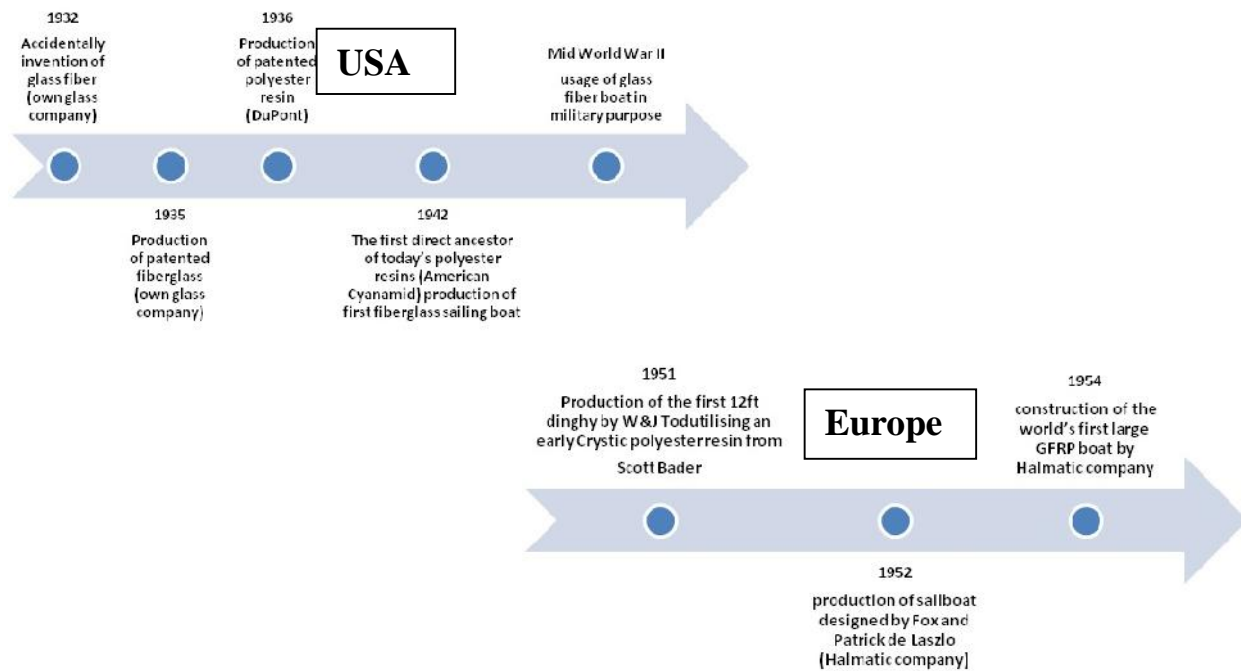 1932
Accidentally
invention of
glass fiber
(own glass
company)
1936
Production
of patented
polyester
resin
(DuPont)
USA
Mid World War II
usage of glass
fiber boat in
military purpose
1935
Production
of patented
fiberglass
(own glass
company)
1942
The first direct ancestor
of today's polyester
resins (American
Cyanamid) production of
first fiberglass sailing boat
1951
Production of the first 12ft
dinghy by W&J Todutilising an
early Crystic polyester resin from
Scott Bader
Europe
1954
construction of the
world's first large
GFRP boat by
Halmatic company
1952
production of sailboat
designed by Fox and
Patrick de Laszlo
(Halmatic company]